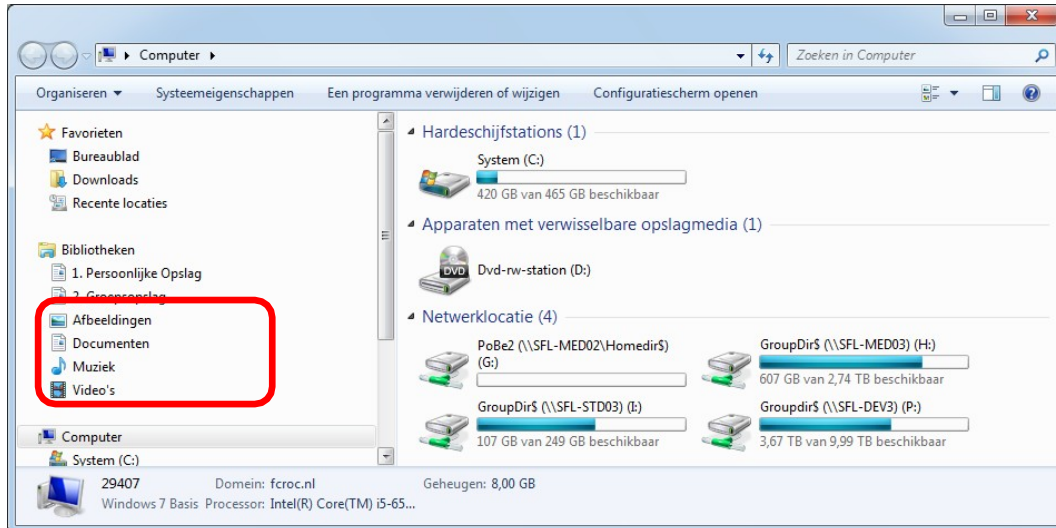 Computer
Zoeken in Computer
Organiseren
Systeemeigenschappen
Een programma verwijderen of wijzigen
Configuratiescherm openen
Favorieten
Bureaublad
Downloads
Recente locaties
Bibliotheken
1. Persoonlijke Opslag
2. Groepsopslag
Afbeeldingen
Documenten
Muziek
Video's
Computer
System (C:)
Hardeschijfstations (1)
System (C:)
420 GB van 465 GB beschikbaar
Apparaten met verwisselbare opslagmedia (1)
DVD
Dvd-rw-station (D:)
Netwerklocatie (4)
PoBe2 (\\SFL-MED02\Homedir$)
(G:)
GroupDir$ (\\SFL-MED03) (H:)
607 GB van 2,74 TB beschikbaar
GroupDir$ (\\SFL-STD03) (I:)
107 GB van 249 GB beschikbaar
Groupdir$ (\\SFL-DEV3) (P:)
3,67 TB van 9,99 TB beschikbaar
29407 Domein: fcroc.nl Geheugen: 8,00 GB
Windows 7 Basis Processor: Intel(R) Core(TM) i5-65...